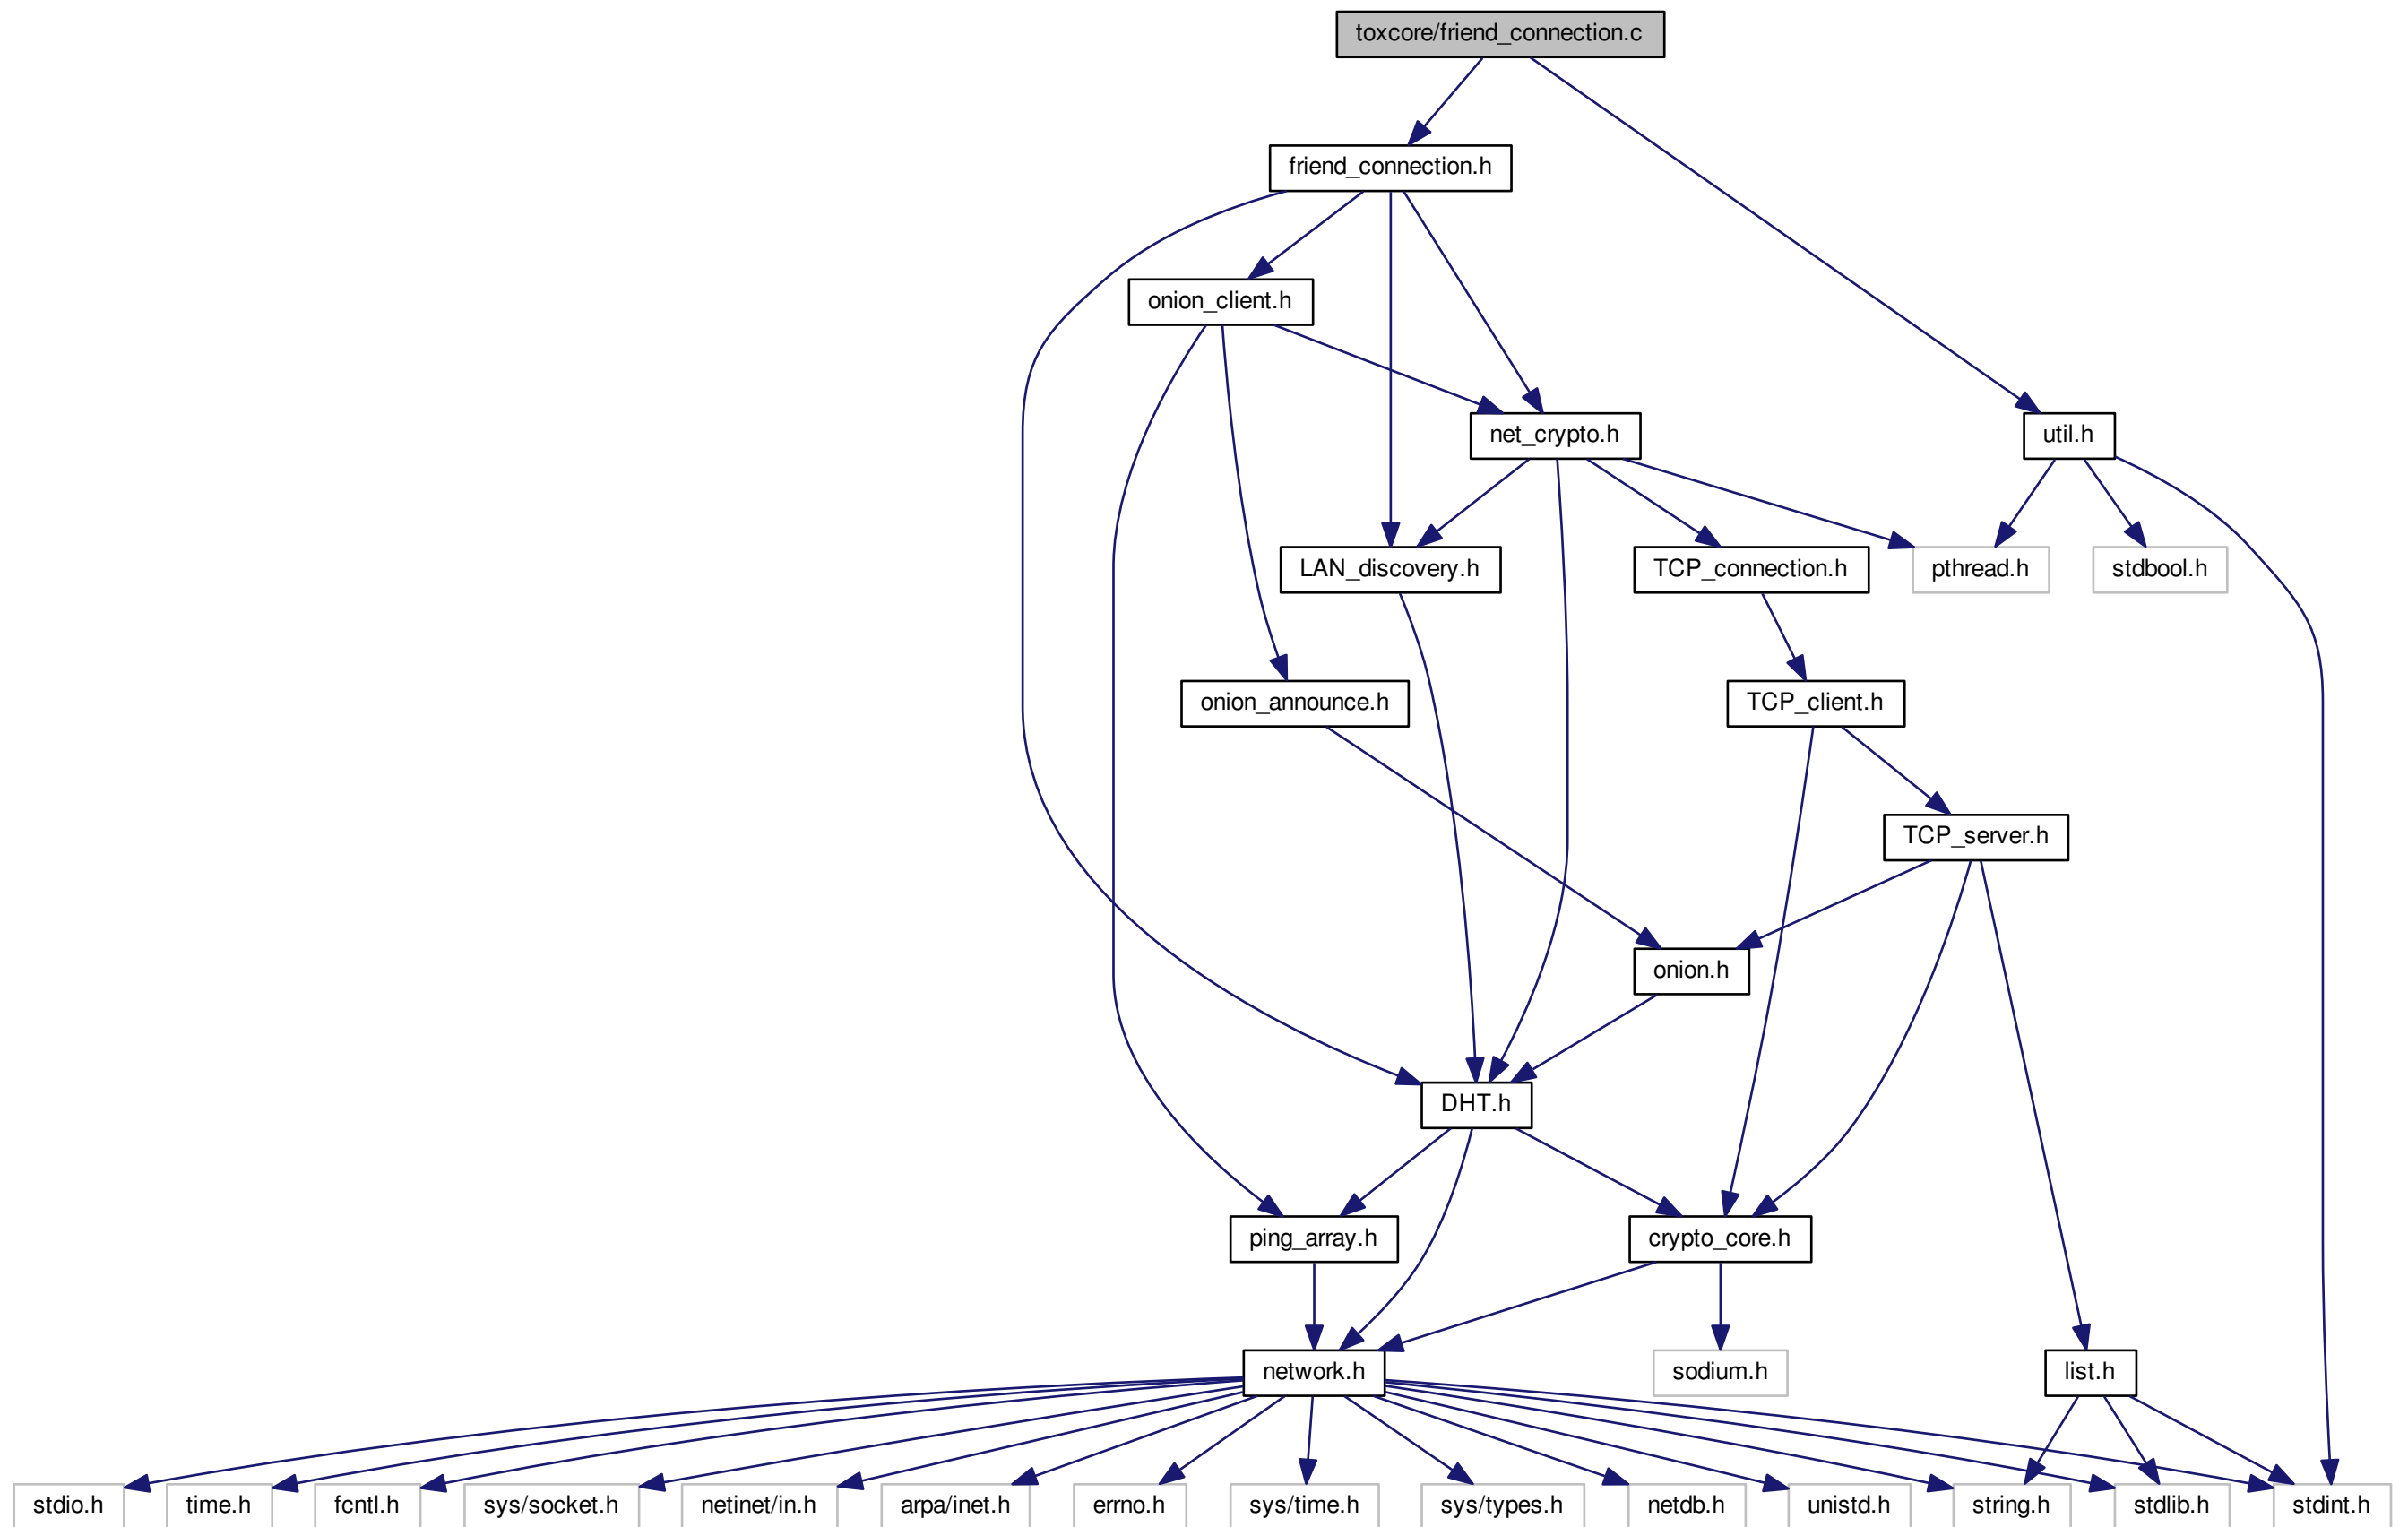 toxcore/friend_connection.c
friend_connection.h
onion_client.h
net_crypto.h
util.h
LAN_discovery.h
TCP_connection.h
pthread.h
stdbool.h
onion_announce.h
TCP_client.h
TCP_server.h
onion.h
DHT.h
ping_array.h
crypto_core.h
network.h
sodium.h
list.h
stdio.h
time.h
fcntl.h
sys/socket.h
netinet/in.h
arpa/inet.h
errno.h
sys/time.h
sys/types.h
netdb.h
unistd.h
string.h
stdlib.h
stdint.h